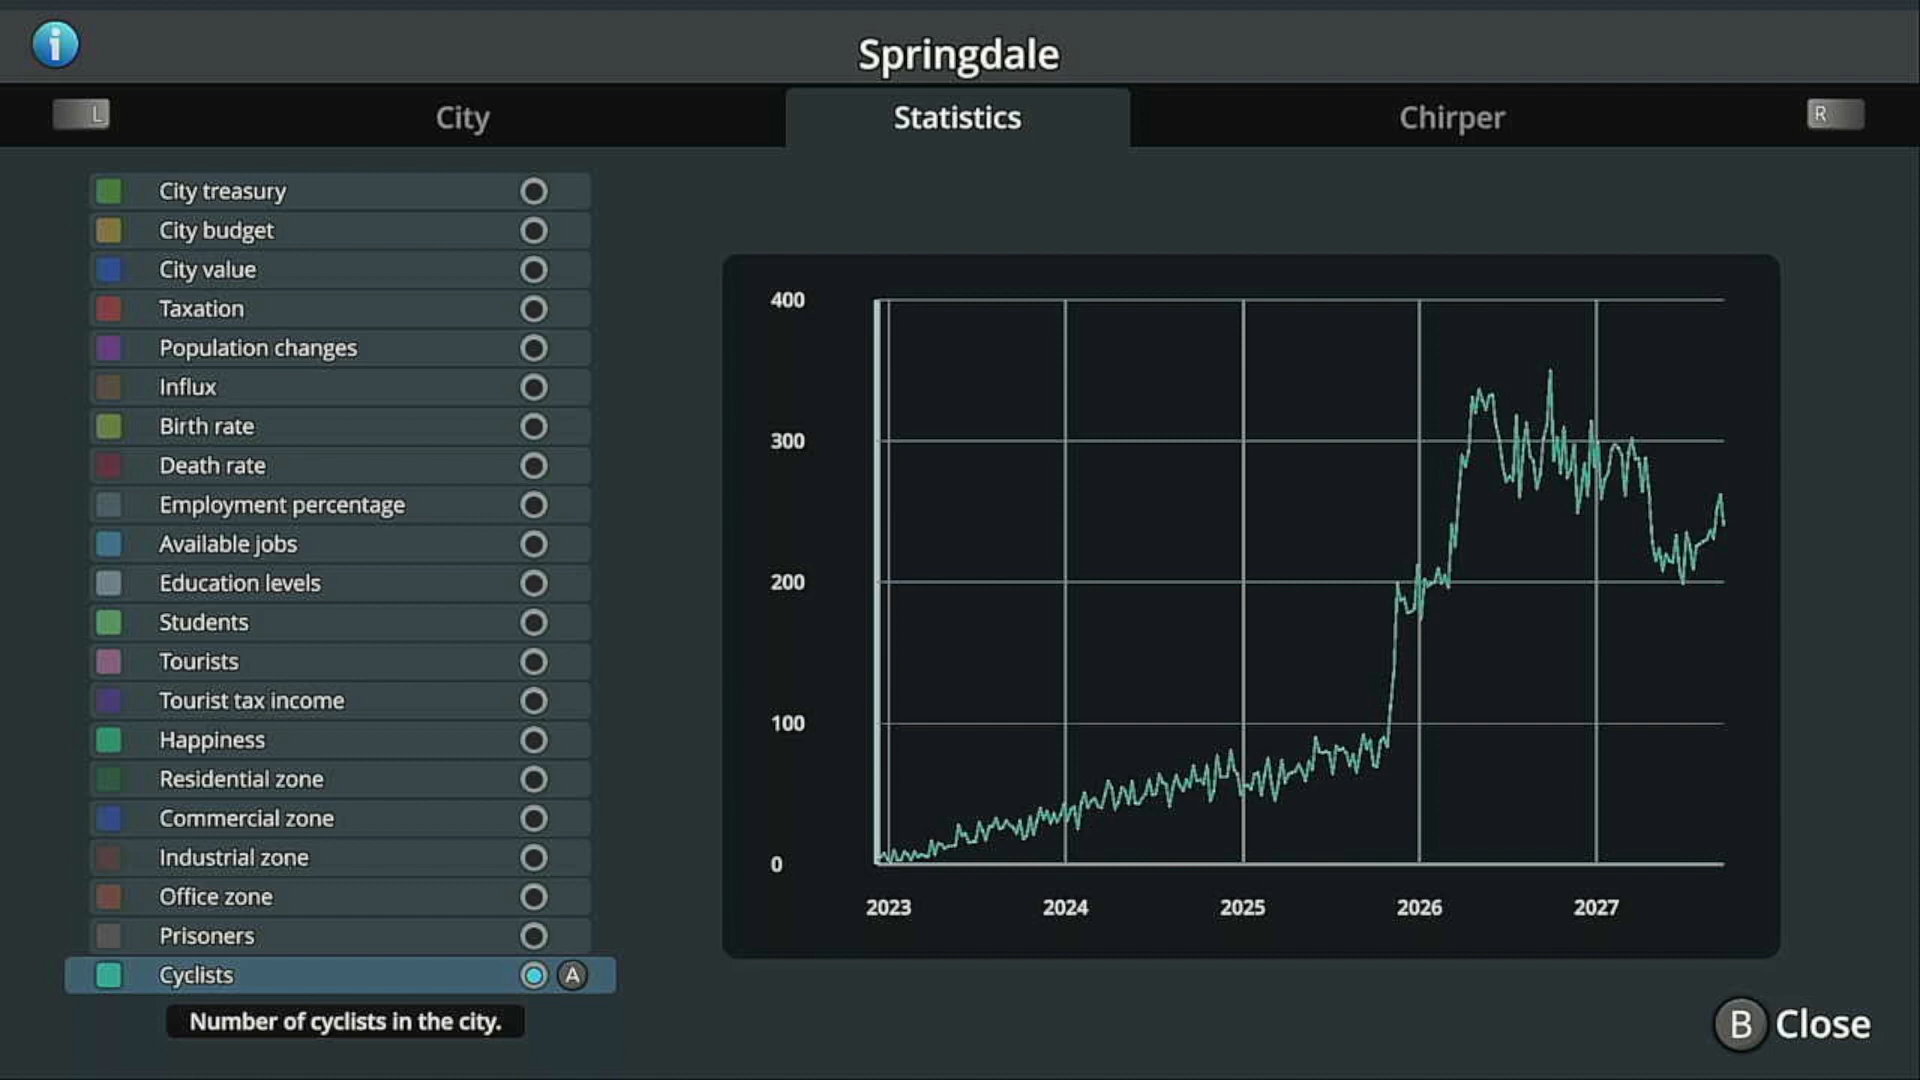 i
Springdale
L
City
Statistics
Chirper
R
City treasury
City budget
City value
Taxation
Population changes
Influx
Birth rate
Death rate
Employment percentage
Available jobs
Education levels
Students
Tourists
Tourist tax income
Happiness
Residential zone
Commercial zone
Industrial zone
Office zone
Prisoners
Cyclists A
Number of cyclists in the city.
400
300
200
100
0
2023 2024 2025 2026 2027
B Close